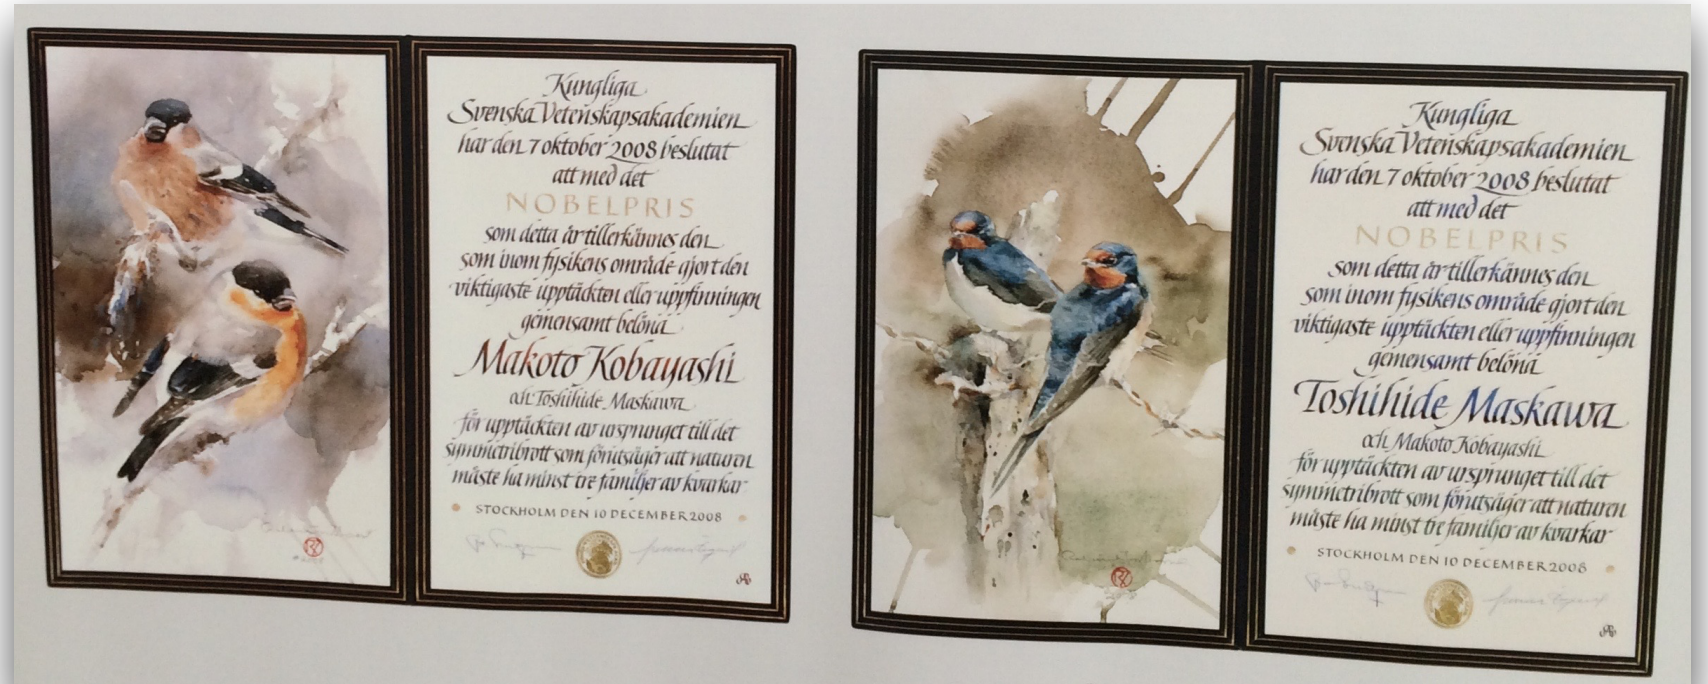 Kungliga
Svenska Vetenskapsakademien
har den 7 oktober 2008 beslutat
att med det
NOBELPRIS
som detta är tillerkännes den
som inom fysikens område gjort den
viktigaste upptäckten eller uppfinningen
gemensamt belöna
Makoto Kobayashi
och Toshihide Maskawa
för upptäckten av ursprunget till det
symmetribrott som förutsäger att naturen
måste ha minst tre familjer av kvarkar
STOCKHOLM DEN 10 DECEMBER 2008
Kungliga
Svenska Vetenskapsakademien
har den 7 oktober 2008 beslutat
att med det
NOBELPRIS
som detta är tillerkännes den
som inom fysikens område gjort den
viktigaste upptäckten eller uppfinningen
gemensamt belöna
Toshihide Maskawa
och Makoto Kobayashi
för upptäckten av ursprunget till det
symmetribrott som förutsäger att naturen
måste ha minst tre familjer av kvarkar
STOCKHOLM DEN 10 DECEMBER 2008